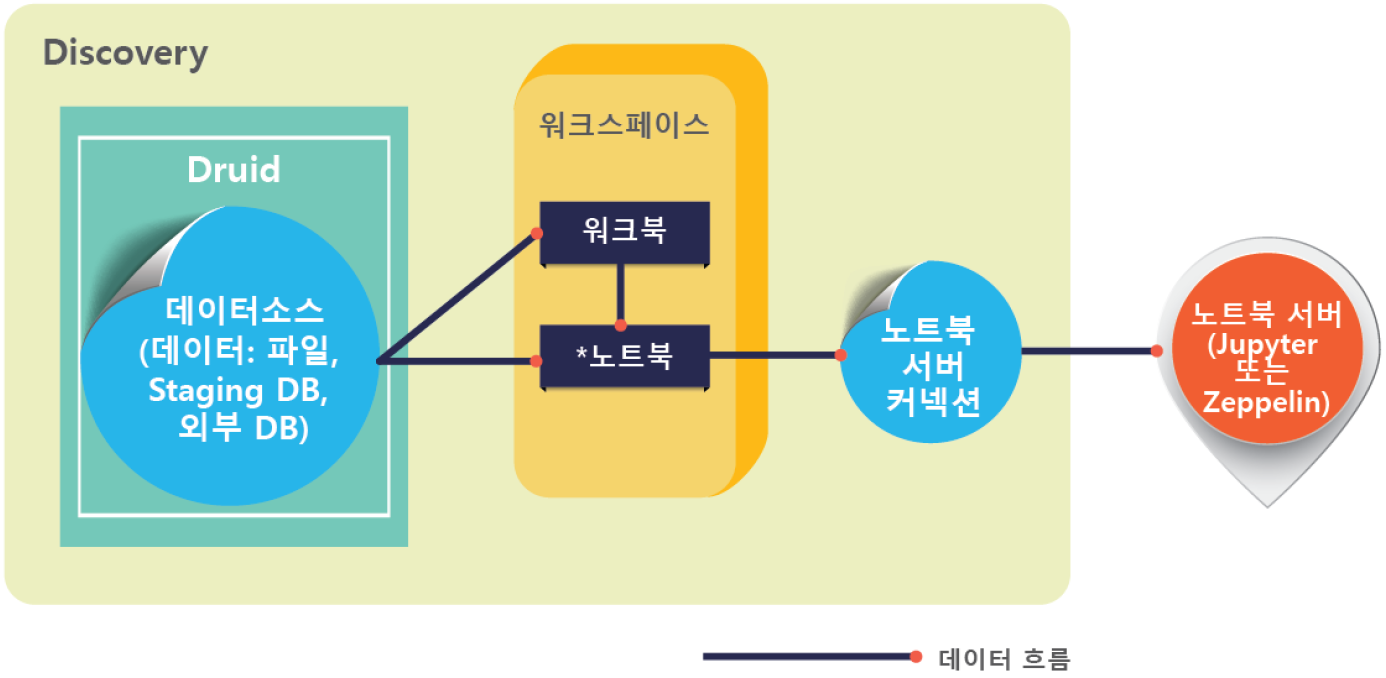 Discovery
Druid
데이터소스
(데이터: 파일,
Staging DB,
외부 DB)
워크스페이스
워크북
*노트북
노트북
서버
커넥션
노트북 서버
(Jupyter
또는
Zeppelin)
데이터 흐름